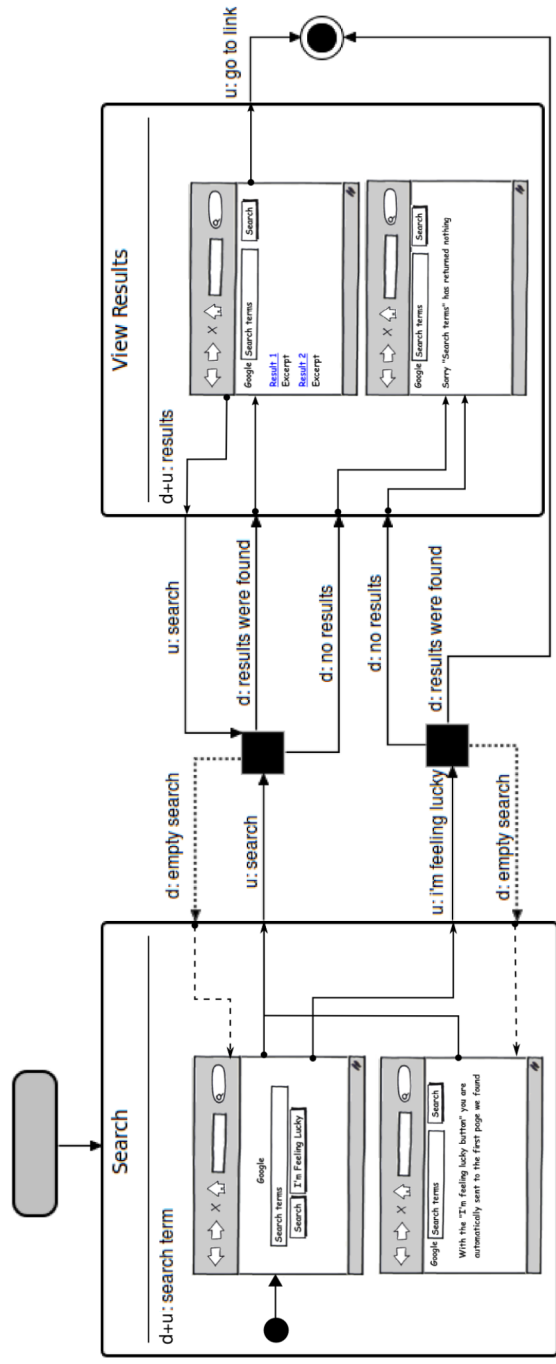 Search
d+u: search term
Google
Search terms
Search I'm Feeling Lucky
Google Search terms Search
With the "I'm feeling lucky button" you are
automatically sent to the first page we found
d: empty search
u: search
u: i'm feeling lucky
d: empty search
u: search
d: results were found
d: no results
d: no results
d: results were found
View Results
d+u: results
Google Search terms Search
Result 1
Excerpt
Result 2
Excerpt
Google Search terms Search
Sorry "Search terms" has returned nothing
u: go to link